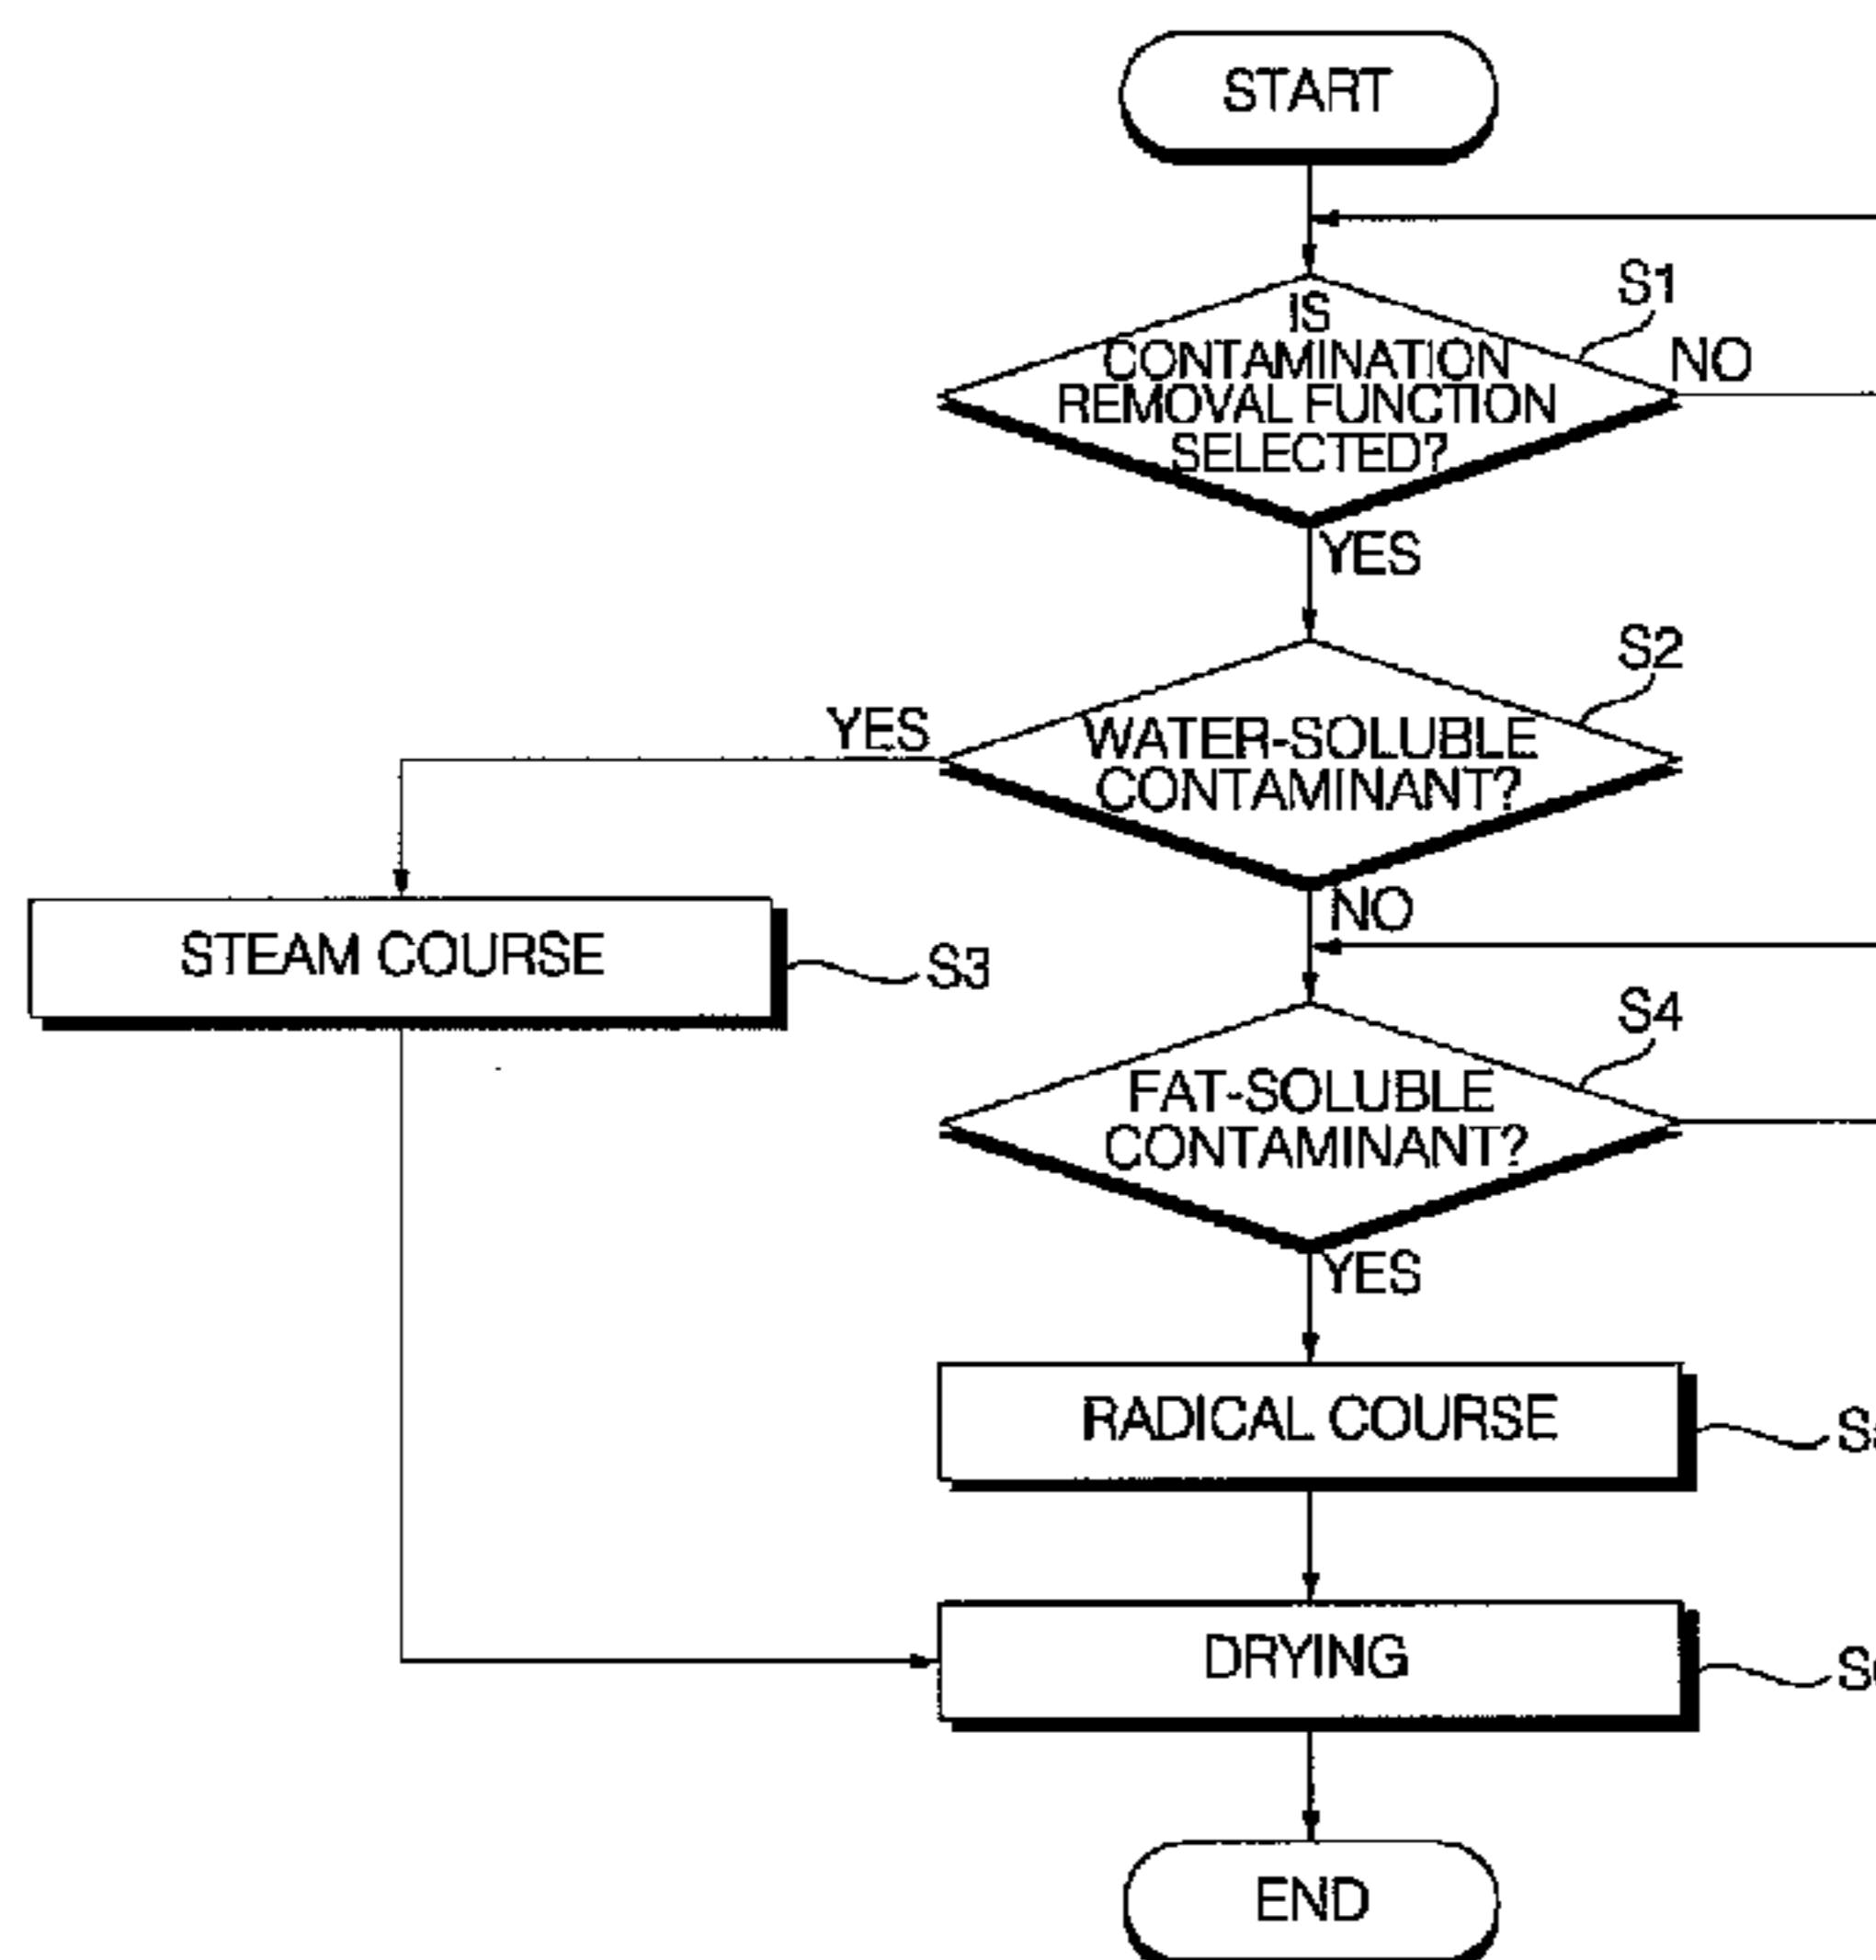 START
S1
IS
CONTAMINATION
REMOVAL FUNCTION
SELECTED?
NO
YES
S2
YES
WATER-SOLUBLE
CONTAMINANT?
NO
STEAM COURSE
S3
S4
FAT-SOLUBLE
CONTAMINANT?
YES
RADICAL COURSE
DRYING
END